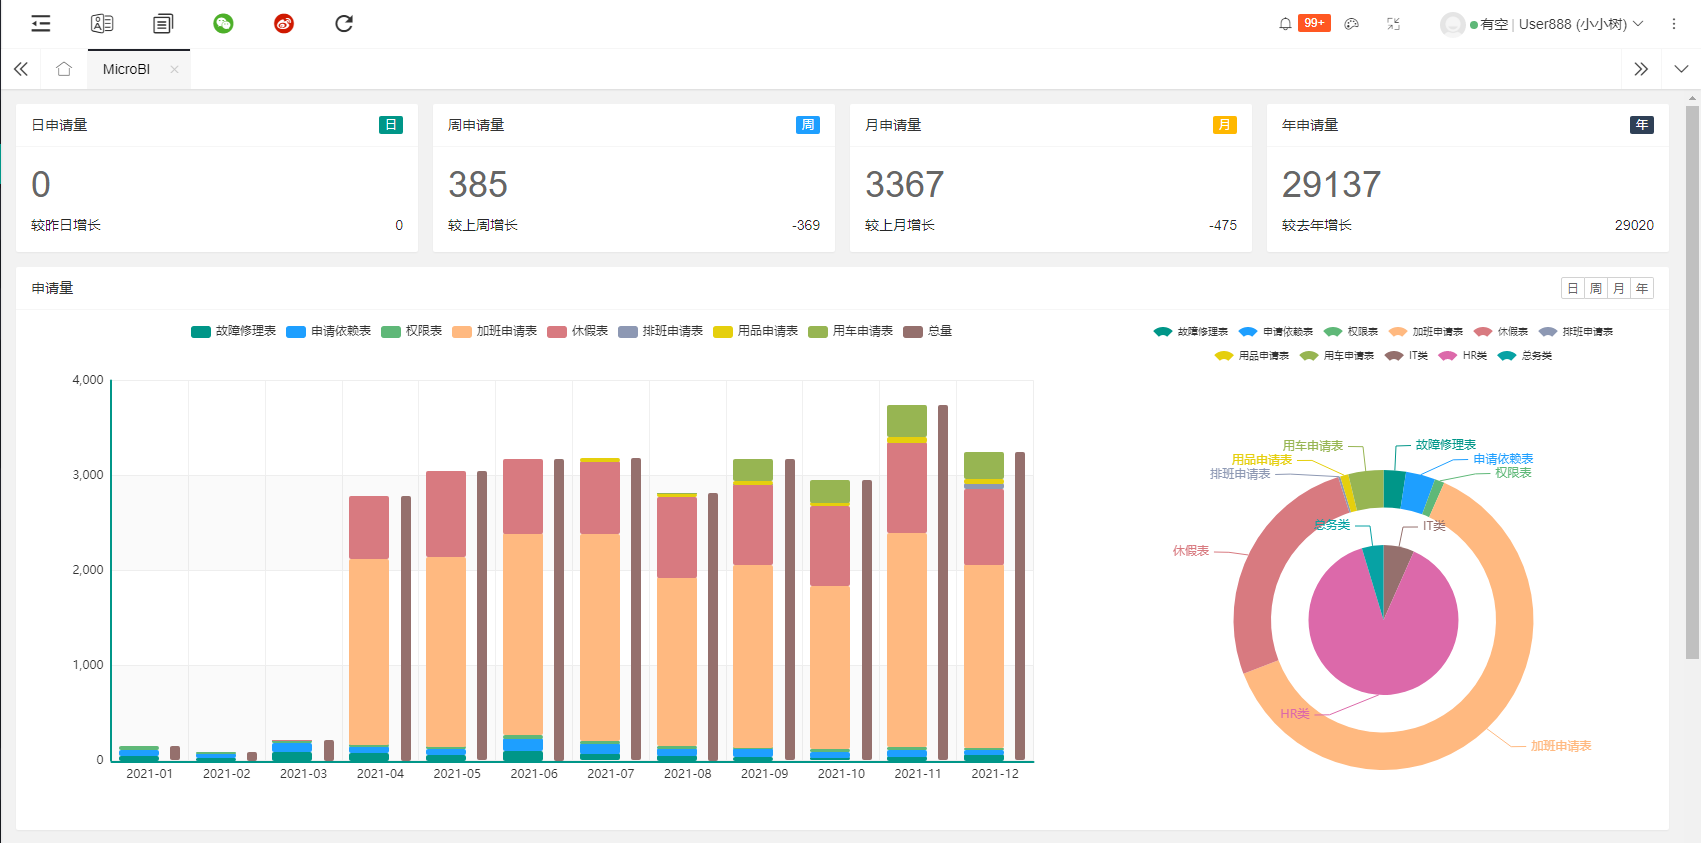 99+
有空 | User888 (小小树)
MicroBI
日申请量 日
0
较昨日增长 0
周申请量 周
385
较上周增长 -369
月申请量 月
3367
较上月增长 -475
年申请量 年
29137
较去年增长 29020
申请量
日 周 月 年
故障修理表 申请依赖表 权限表 加班申请表 休假表 排班申请表 用品申请表 用车申请表 总量
4,000
3,000
2,000
1,000
0
2021-01 2021-02 2021-03 2021-04 2021-05 2021-06 2021-07 2021-08 2021-09 2021-10 2021-11 2021-12
故障修理表 申请依赖表 权限表 加班申请表 休假表 排班申请表
用品申请表 用车申请表 IT类 HR类 总务类
用车申请表 故障修理表
用品申请表 申请依赖表
排班申请表 权限表
总务类 IT类
休假表
HR类
加班申请表